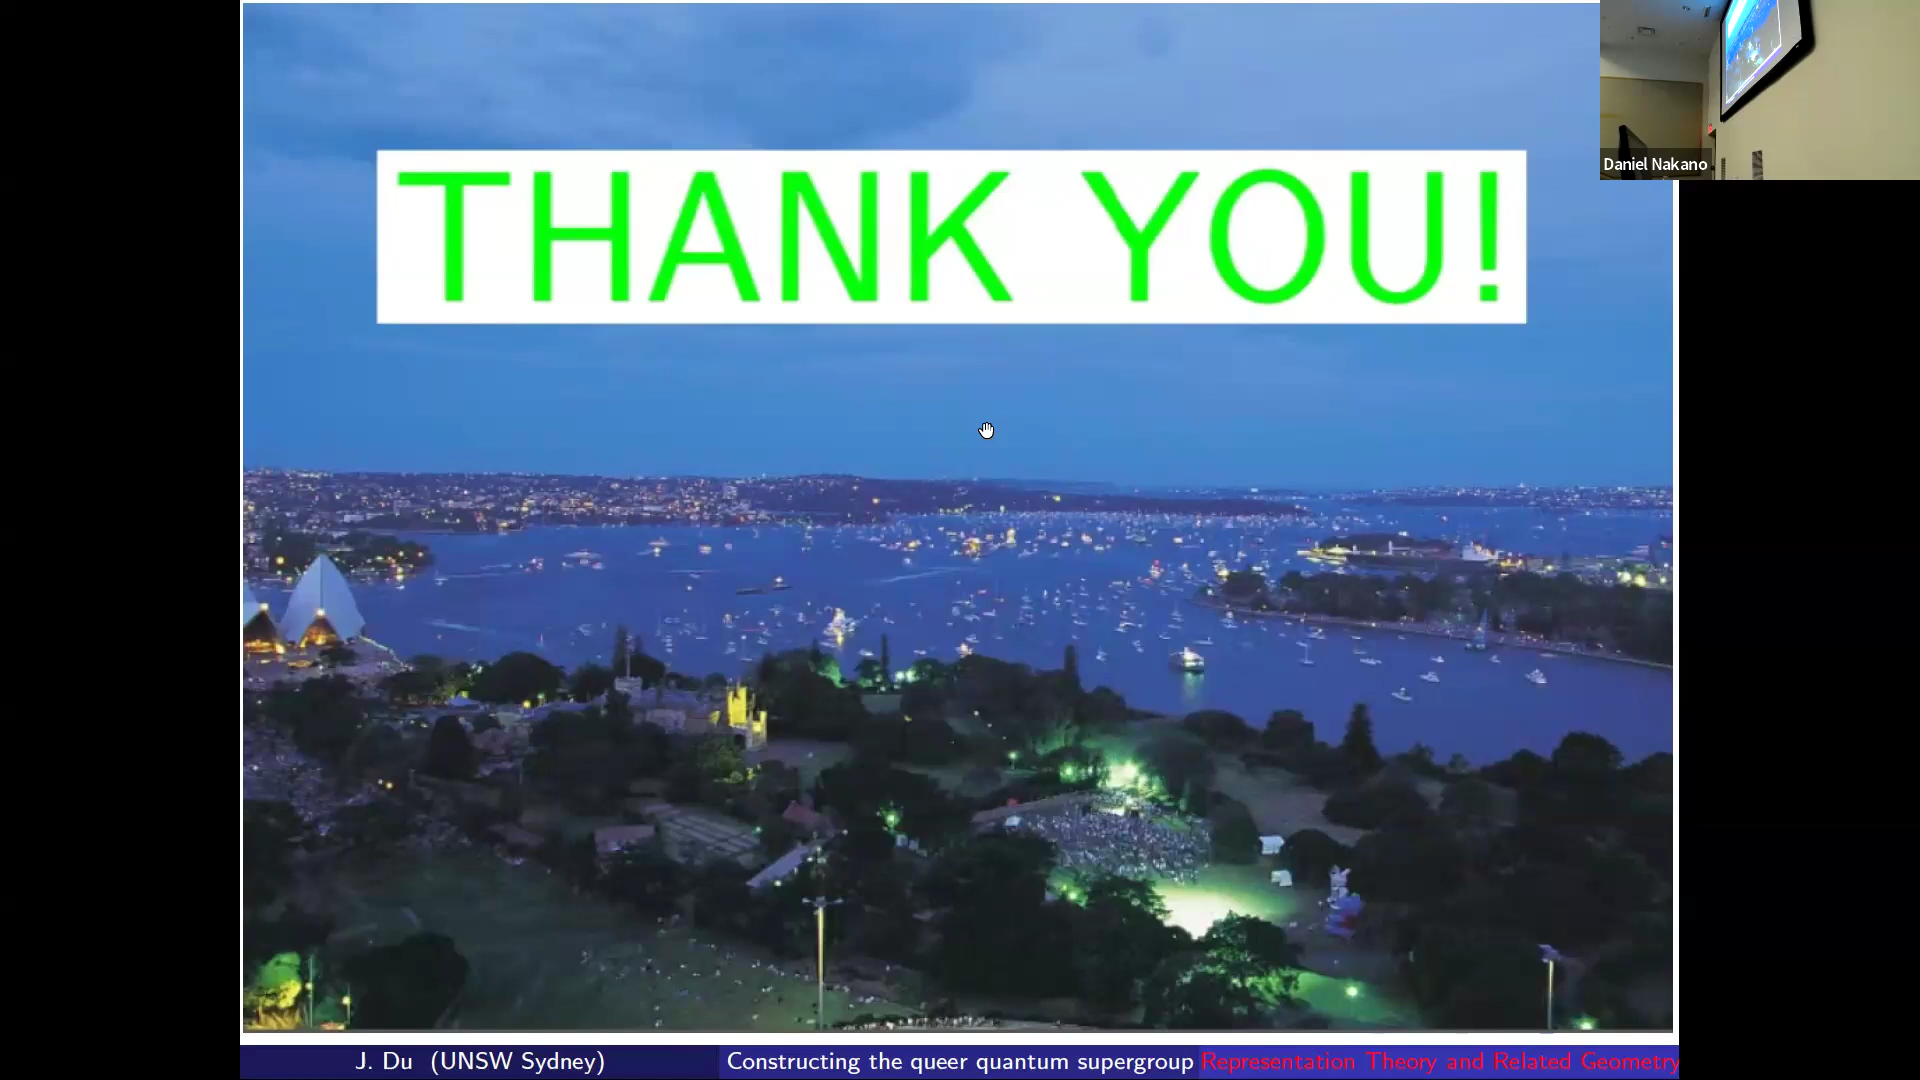 THANK YOU!
Daniel Nakano
J. Du (UNSW Sydney)
Constructing the queer quantum supergroup
Representation Theory and Related Geometry